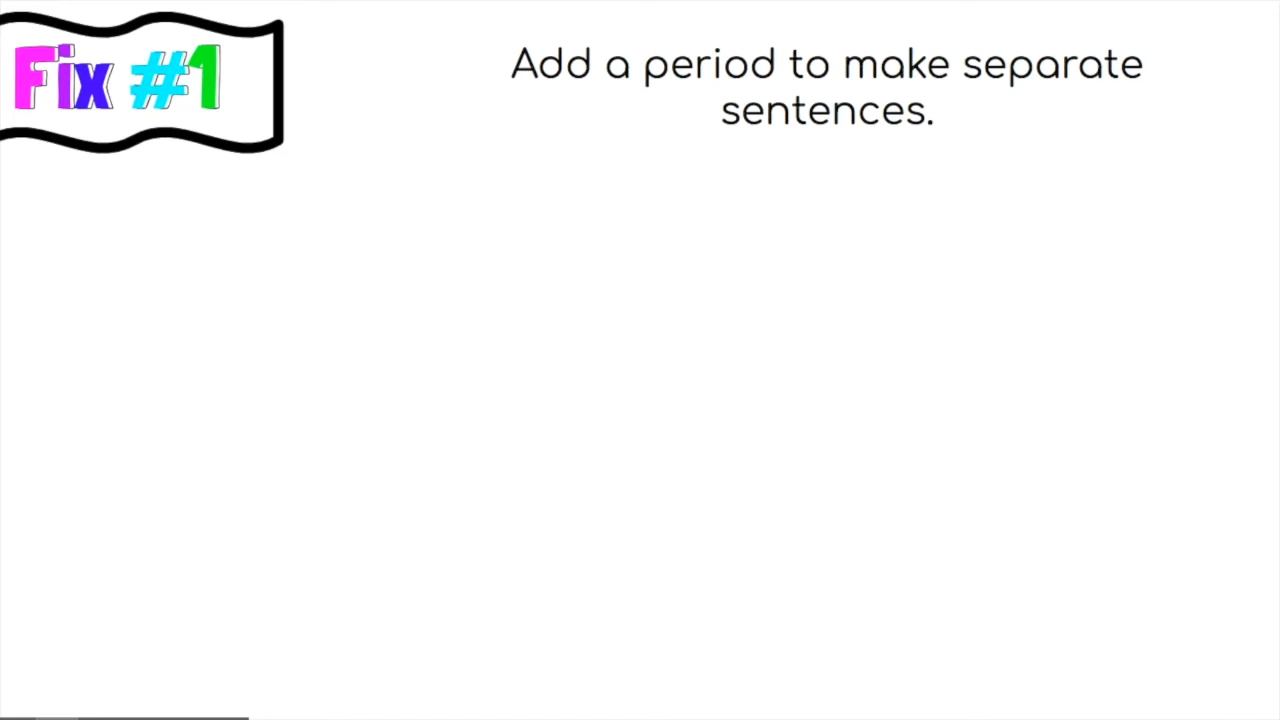 Fix #1
Add a period to make separate
sentences.